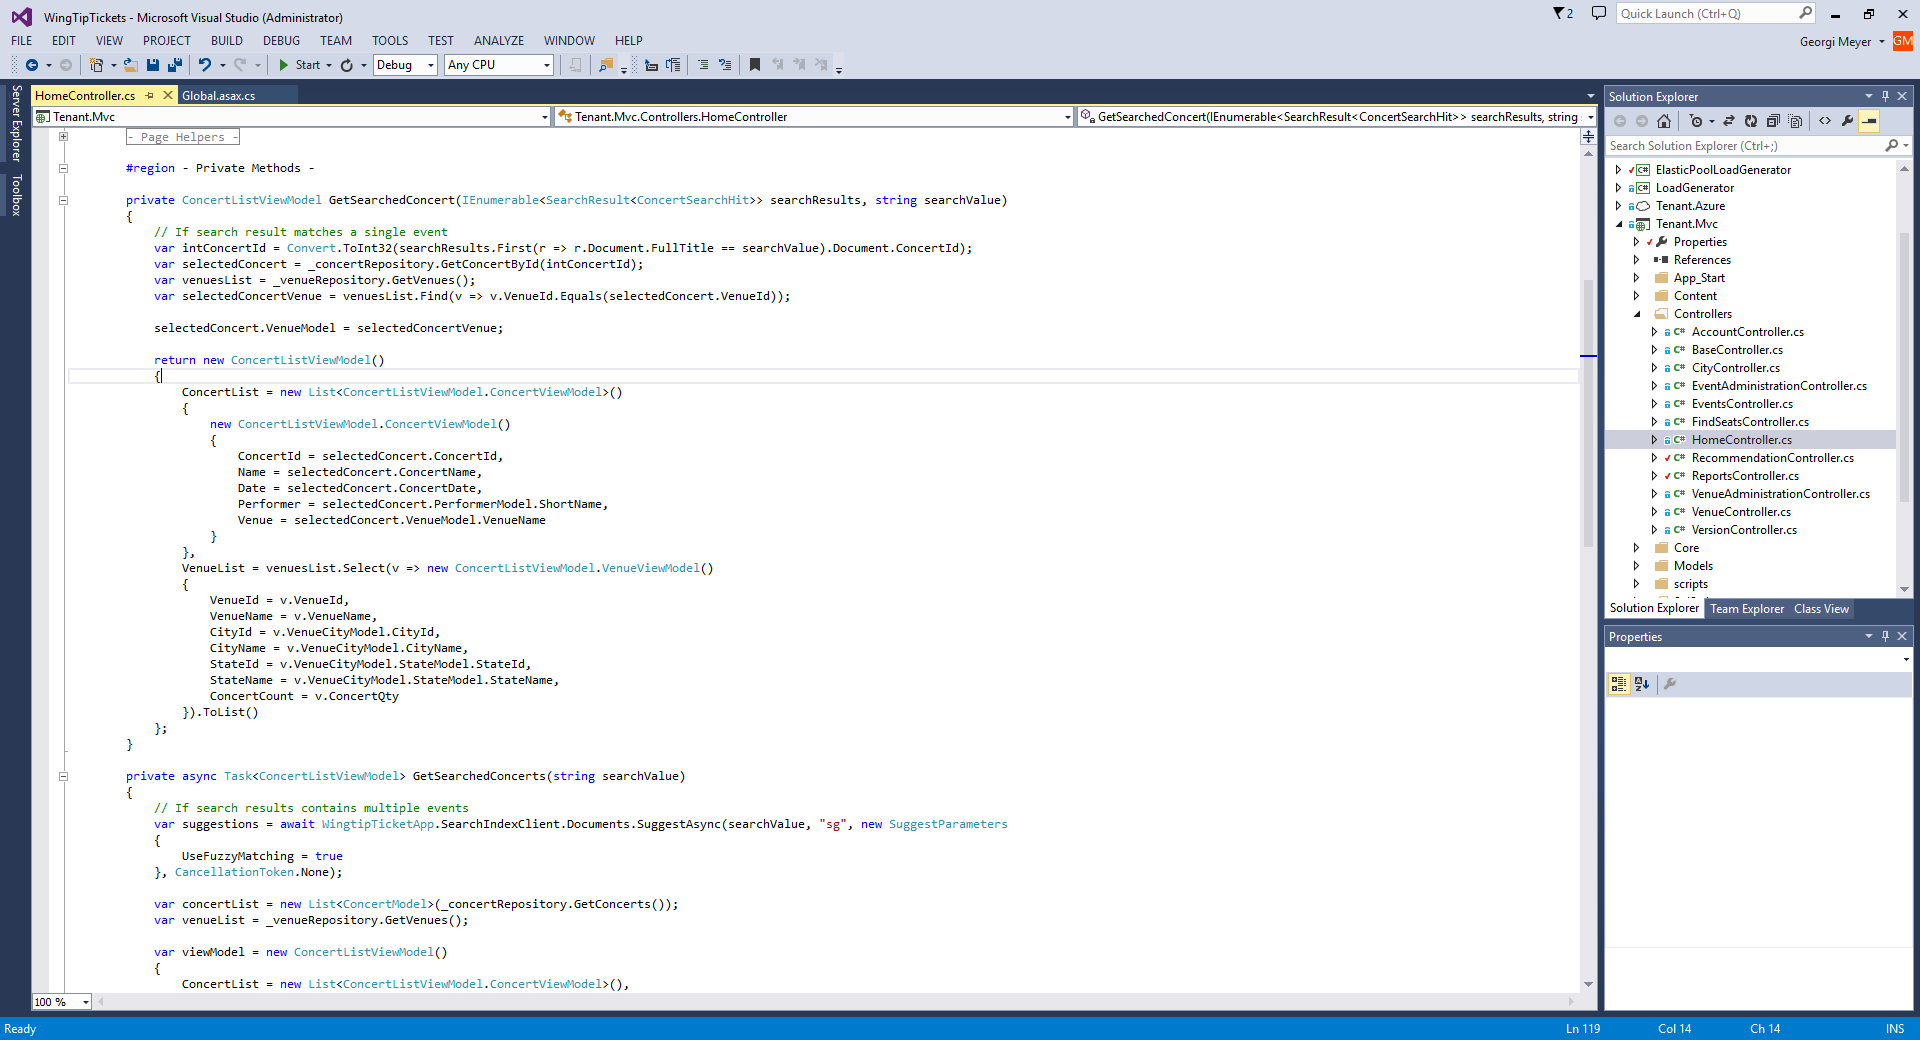 WingTipTickets - Microsoft Visual Studio (Administrator)
2
Quick Launch (Ctrl+Q)
FILE EDIT VIEW PROJECT BUILD DEBUG TEAM TOOLS TEST ANALYZE WINDOW HELP
Georgi Meyer GM
Start Debug Any CPU
Server Explorer
Toolbox
HomeController.cs Global.asax.cs
Tenant.Mvc Tenant.Mvc.Controllers.HomeController GetSearchedConcert(IEnumerable<SearchResult<ConcertSearchHit>> searchResults, string
- Page Helpers -
#region - Private Methods -
private ConcertListViewModel GetSearchedConcert(IEnumerable<SearchResult<ConcertSearchHit>> searchResults, string searchValue)
{
// If search result matches a single event
var intConcertId = Convert.ToInt32(searchResults.First(r => r.Document.FullTitle == searchValue).Document.ConcertId);
var selectedConcert = _concertRepository.GetConcertById(intConcertId);
var venuesList = _venueRepository.GetVenues();
var selectedConcertVenue = venuesList.Find(v => v.VenueId.Equals(selectedConcert.VenueId));
selectedConcert.VenueModel = selectedConcertVenue;
return new ConcertListViewModel()
{
ConcertList = new List<ConcertListViewModel.ConcertViewModel>()
{
new ConcertListViewModel.ConcertViewModel()
{
ConcertId = selectedConcert.ConcertId,
Name = selectedConcert.ConcertName,
Date = selectedConcert.ConcertDate,
Performer = selectedConcert.PerformerModel.ShortName,
Venue = selectedConcert.VenueModel.VenueName
}
},
VenueList = venuesList.Select(v => new ConcertListViewModel.VenueViewModel()
{
VenueId = v.VenueId,
VenueName = v.VenueName,
CityId = v.VenueCityModel.CityId,
CityName = v.VenueCityModel.CityName,
StateId = v.VenueCityModel.StateModel.StateId,
StateName = v.VenueCityModel.StateModel.StateName,
ConcertCount = v.ConcertQty
}).ToList()
};
}
private async Task<ConcertListViewModel> GetSearchedConcerts(string searchValue)
{
// If search results contains multiple events
var suggestions = await WingtipTicketApp.SearchIndexClient.Documents.SuggestAsync(searchValue, "sg", new SuggestParameters
{
UseFuzzyMatching = true
}, CancellationToken.None);
var concertList = new List<ConcertModel>(_concertRepository.GetConcerts());
var venueList = _venueRepository.GetVenues();
var viewModel = new ConcertListViewModel()
{
ConcertList = new List<ConcertListViewModel.ConcertViewModel>(),
100 %
Solution Explorer
Search Solution Explorer (Ctrl+;)
ElasticPoolLoadGenerator
LoadGenerator
Tenant.Azure
Tenant.Mvc
Properties
References
App_Start
Content
Controllers
C# AccountController.cs
C# BaseController.cs
C# CityController.cs
C# EventAdministrationController.cs
C# EventsController.cs
C# FindSeatsController.cs
C# HomeController.cs
C# RecommendationController.cs
C# ReportsController.cs
C# VenueAdministrationController.cs
C# VenueController.cs
C# VersionController.cs
Core
Models
scripts
Solution Explorer Team Explorer Class View
Properties
Ready Ln 119 Col 14 Ch 14 INS